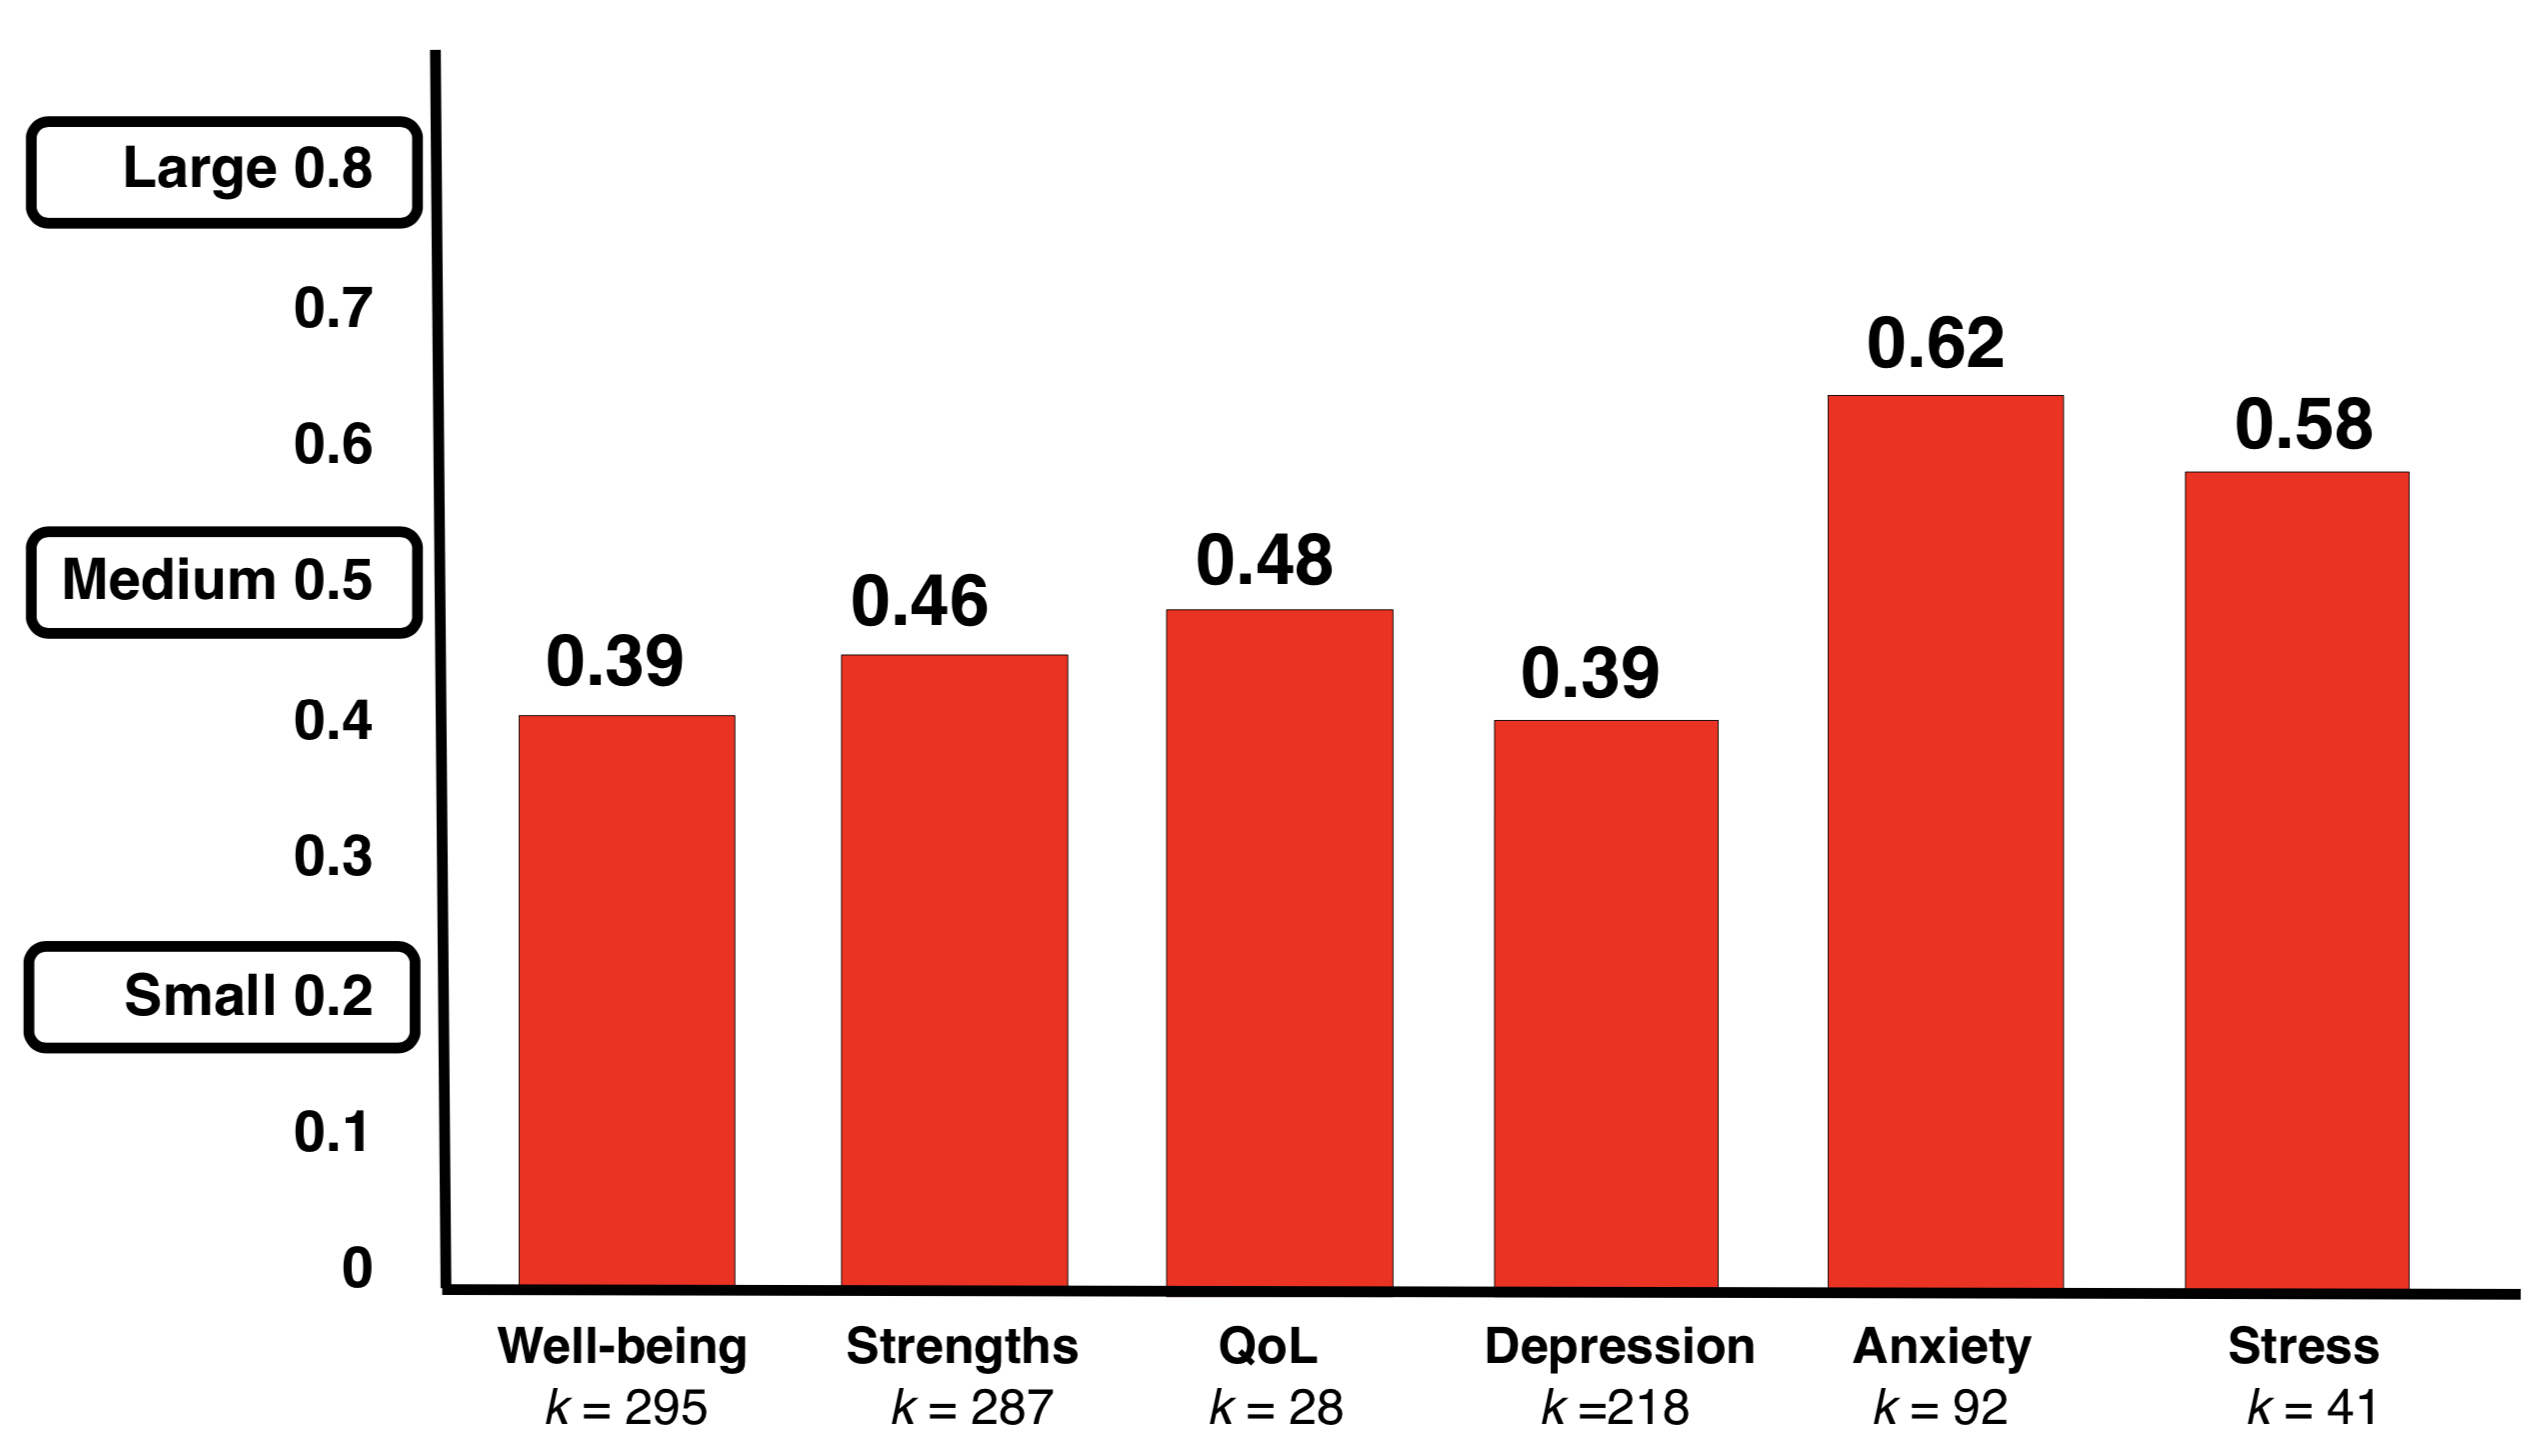 Large 0.8
0.7
0.6
Medium 0.5
0.4
0.3
Small 0.2
0.1
0
0.39
0.46
0.48
0.39
0.62
0.58
Well-being
k = 295
Strengths
k = 287
QoL
k = 28
Depression
k =218
Anxiety
k = 92
Stress
k = 41